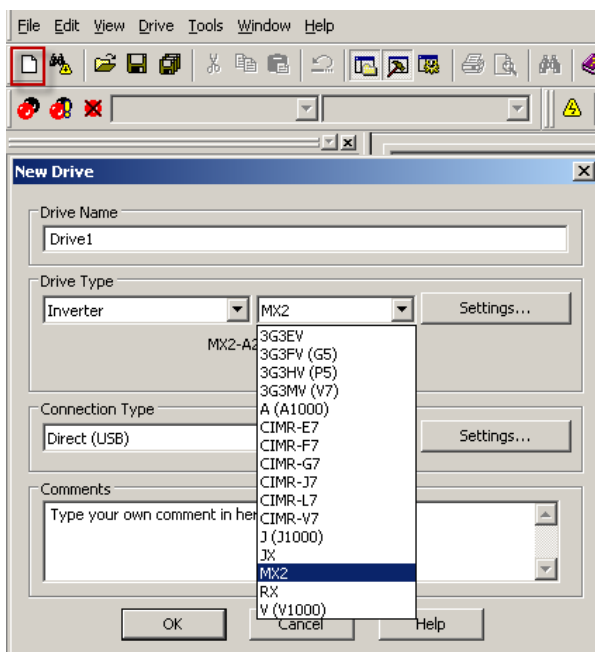 File Edit View Drive Tools Window Help
New Drive
Drive Name
Drive1
Drive Type
Inverter
MX2
Settings...
MX2-A2
3G3EV
3G3FV (G5)
3G3HV (P5)
3G3MV (V7)
A (A1000)
CIMR-E7
CIMR-F7
CIMR-G7
CIMR-J7
CIMR-L7
CIMR-V7
J (J1000)
JX
MX2
RX
V (V1000)
Connection Type
Direct (USB)
Settings...
Comments
Type your own comment in her
OK
Cancel
Help